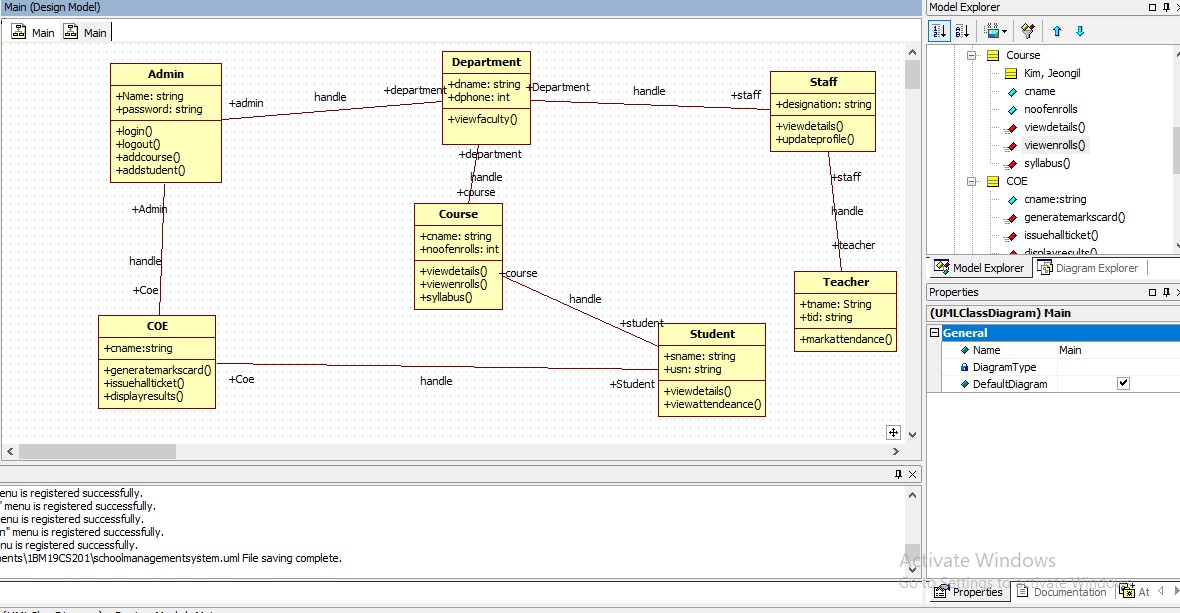 Main (Design Model)
Main
Main
Admin
+Name: string
+password: string
+login()
+logout()
+addcourse()
+addstudent()
+admin
handle
+department
Department
+dname: string
+dphone: int
+viewfaculty()
+Department
handle
+staff
Staff
+designation: string
+viewdetails()
+updateprofile()
+department
handle
+course
+staff
handle
+teacher
+Admin
handle
+Coe
Course
+cname: string
+noofenrolls: int
+viewdetails()
+viewenrolls()
+syllabus()
+course
handle
+student
Teacher
+tname: String
+tid: string
+markattendance()
COE
+cname:string
+generatemarkscard()
+issuehallticket()
+displayresults()
+Coe
handle
+Student
Student
+sname: string
+usn: string
+viewdetails()
+viewattendeance()
enu is registered successfully.
" menu is registered successfully.
enu is registered successfully.
n" menu is registered successfully.
nu is registered successfully.
ents\1BM19CS201\schoolmanagementsystem.uml File saving complete.
Model Explorer
Course
Kim, Jeongil
cname
noofenrolls
viewdetails()
viewenrolls()
syllabus()
COE
cname:string
generatemarkscard()
issuehallticket()
displayresults()
Model Explorer
Diagram Explorer
Properties
(UMLClassDiagram) Main
General
Name Main
DiagramType
DefaultDiagram
Activate Windows
Go to Settings to activate Windows.
Properties
Documentation
At